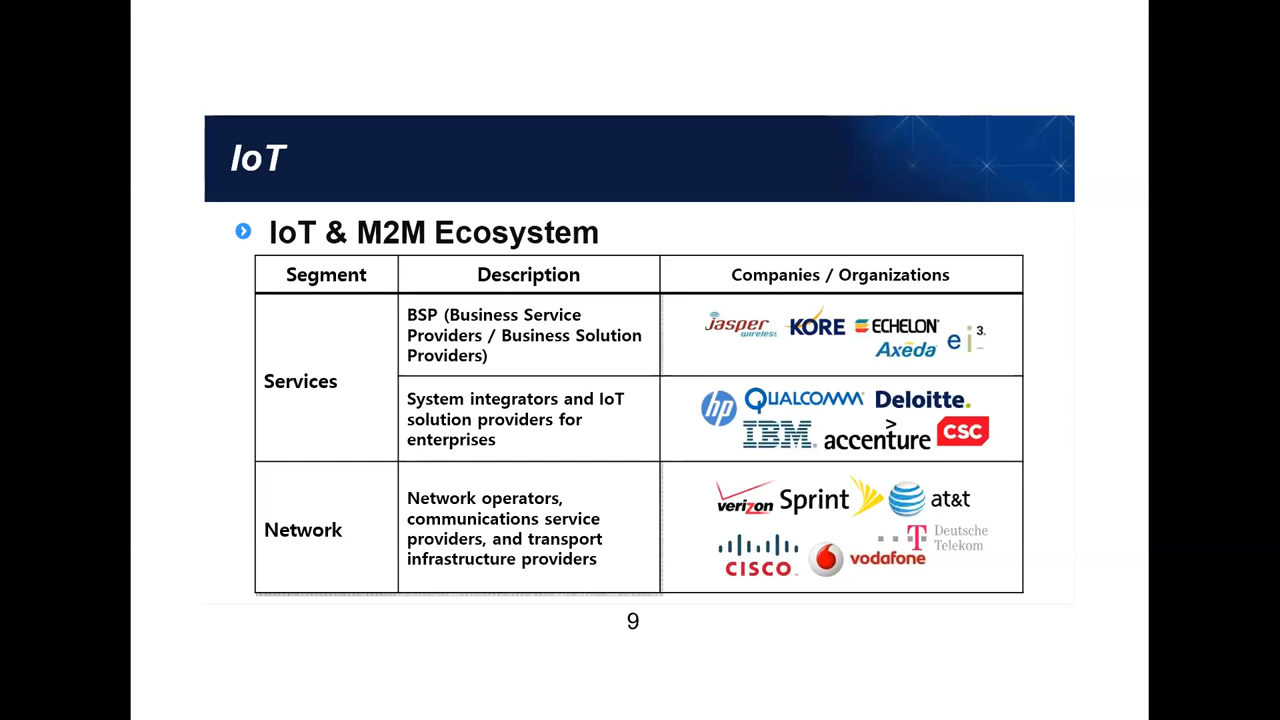 IoT
IoT & M2M Ecosystem
Segment
Description
Companies / Organizations
Services
BSP (Business Service
Providers / Business Solution
Providers)
jasper
wireless
KORE
ECHELON
Axeda
ei3
System integrators and IoT
solution providers for
enterprises
hp
QUALCOMM
Deloitte.
IBM
accenture
>
CSC
Network
Network operators,
communications service
providers, and transport
infrastructure providers
verizon
Sprint
at&t
CISCO
vodafone
T
Deutsche
Telekom
9